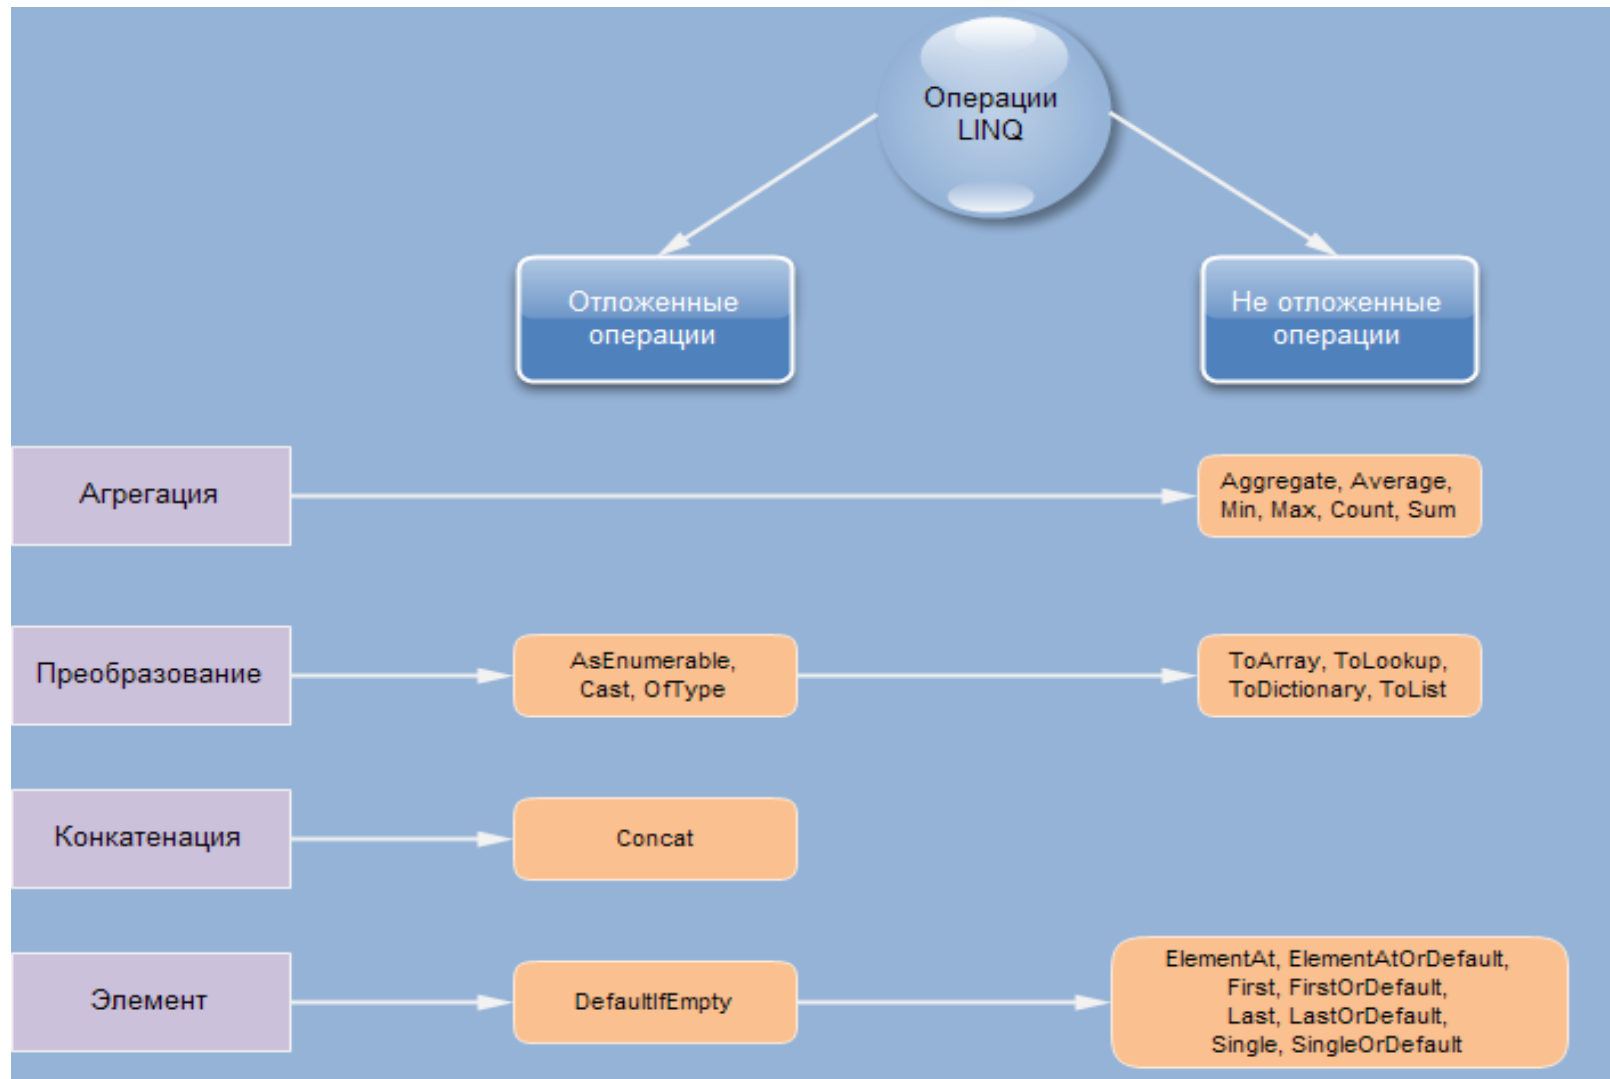 Операции
LINQ
Отложенные
операции
Не отложенные
операции
Агрегация
Aggregate, Average,
Min, Max, Count, Sum
Преобразование
AsEnumerable,
Cast, OfType
ToArray, ToLookup,
ToDictionary, ToList
Конкатенация
Concat
Элемент
DefaultIfEmpty
ElementAt, ElementAtOrDefault,
First, FirstOrDefault,
Last, LastOrDefault,
Single, SingleOrDefault